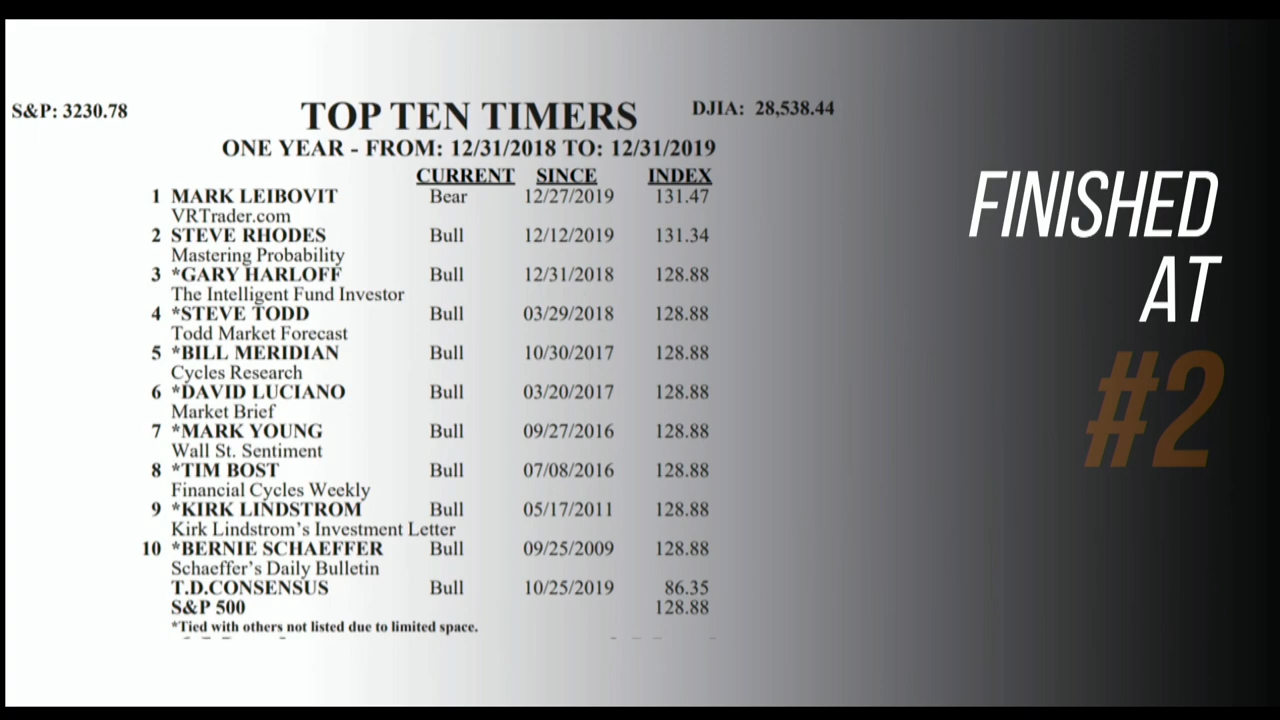 S&P: 3230.78
TOP TEN TIMERS
DJIA: 28,538.44
ONE YEAR - FROM: 12/31/2018 TO: 12/31/2019
CURRENT SINCE INDEX
1 MARK LEIBOVIT Bear 12/27/2019 131.47
VRTrader.com
2 STEVE RHODES Bull 12/12/2019 131.34
Mastering Probability
3 *GARY HARLOFF Bull 12/31/2018 128.88
The Intelligent Fund Investor
4 *STEVE TODD Bull 03/29/2018 128.88
Todd Market Forecast
5 *BILL MERIDIAN Bull 10/30/2017 128.88
Cycles Research
6 *DAVID LUCIANO Bull 03/20/2017 128.88
Market Brief
7 *MARK YOUNG Bull 09/27/2016 128.88
Wall St. Sentiment
8 *TIM BOST Bull 07/08/2016 128.88
Financial Cycles Weekly
9 *KIRK LINDSTROM Bull 05/17/2011 128.88
Kirk Lindstrom's Investment Letter
10 *BERNIE SCHAEFFER Bull 09/25/2009 128.88
Schaeffer's Daily Bulletin
T.D.CONSENSUS Bull 10/25/2019 86.35
S&P 500 128.88
*Tied with others not listed due to limited space.
FINISHED
AT
#2